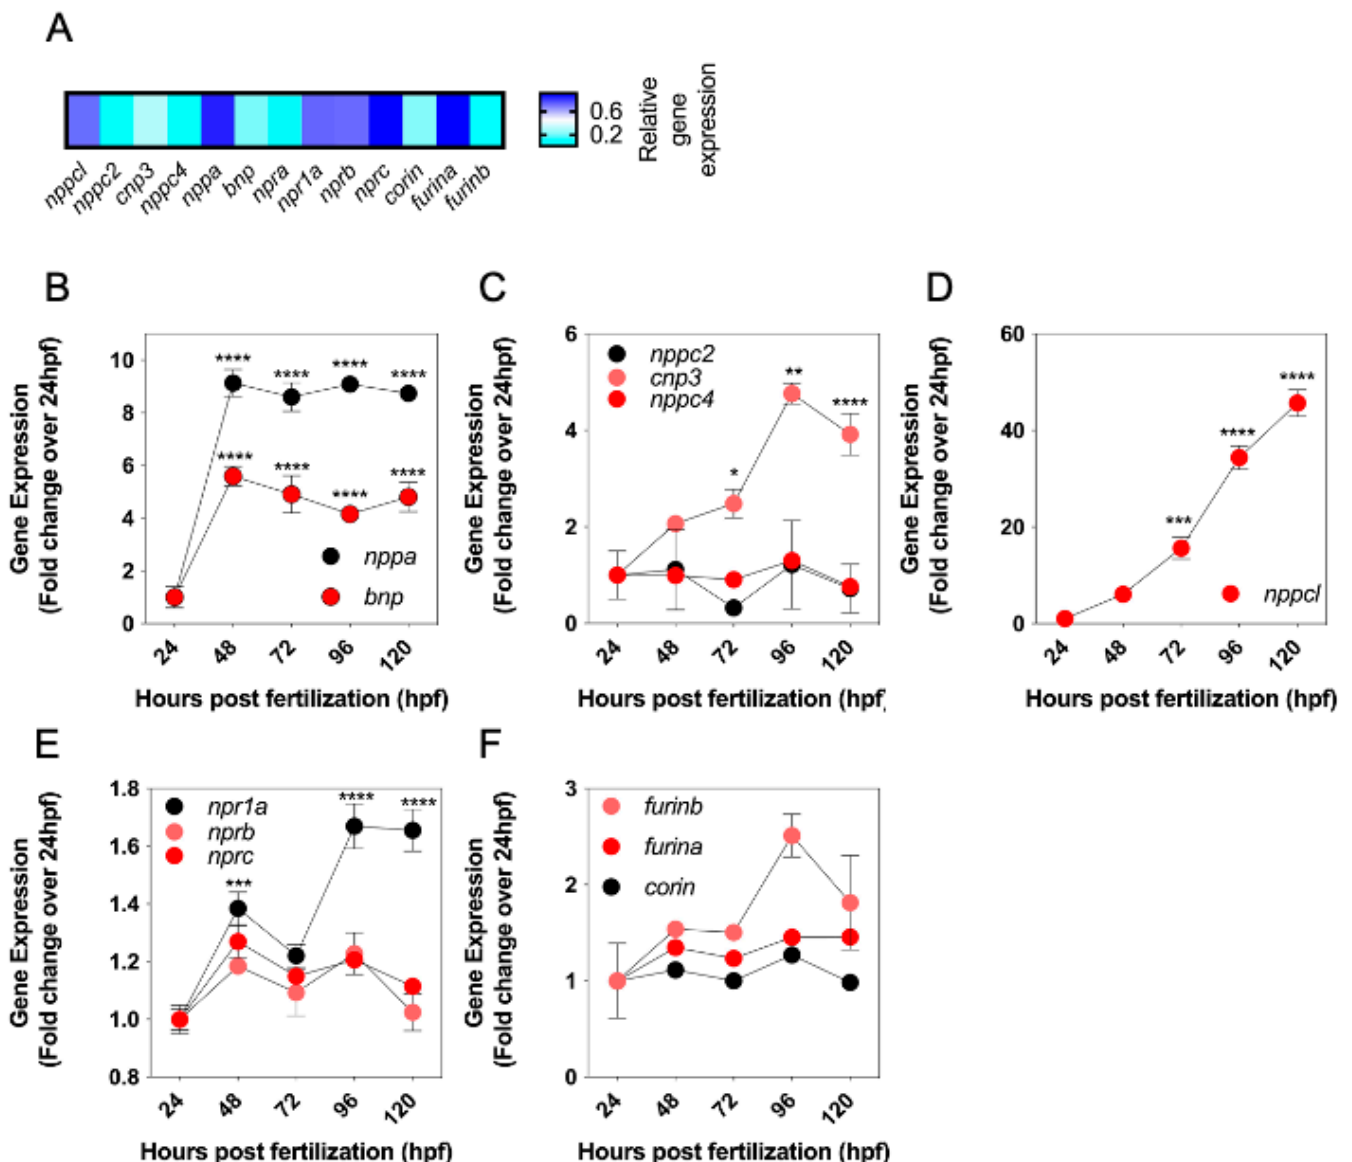 A
0.6
0.2
Relative
gene
expression
nppcl
nppc2
cnp3
nppc4
nppa
bnp
npra
npr1a
nprb
nprc
corin
furina
furinb
B
Gene Expression
(Fold change over 24hpf)
10
8
6
4
2
0
****
****
****
****
****
****
****
****
nppa
bnp
24
48
72
96
120
Hours post fertilization (hpf)
C
Gene Expression
(Fold change over 24hpf)
6
4
2
0
nppc2
cnp3
nppc4
*
**
****
24
48
72
96
120
Hours post fertilization (hpf)
D
Gene Expression
(Fold change over 24hpf)
60
40
20
0
***
****
****
nppcl
24
48
72
96
120
Hours post fertilization (hpf)
E
Gene Expression
(Fold change over 24hpf)
1.8
1.6
1.4
1.2
1.0
0.8
npr1a
nprb
nprc
***
****
****
24
48
72
96
120
Hours post fertilization (hpf)
F
Gene Expression
(Fold change over 24hpf)
3
2
1
0
furinb
furina
corin
24
48
72
96
120
Hours post fertilization (hpf)